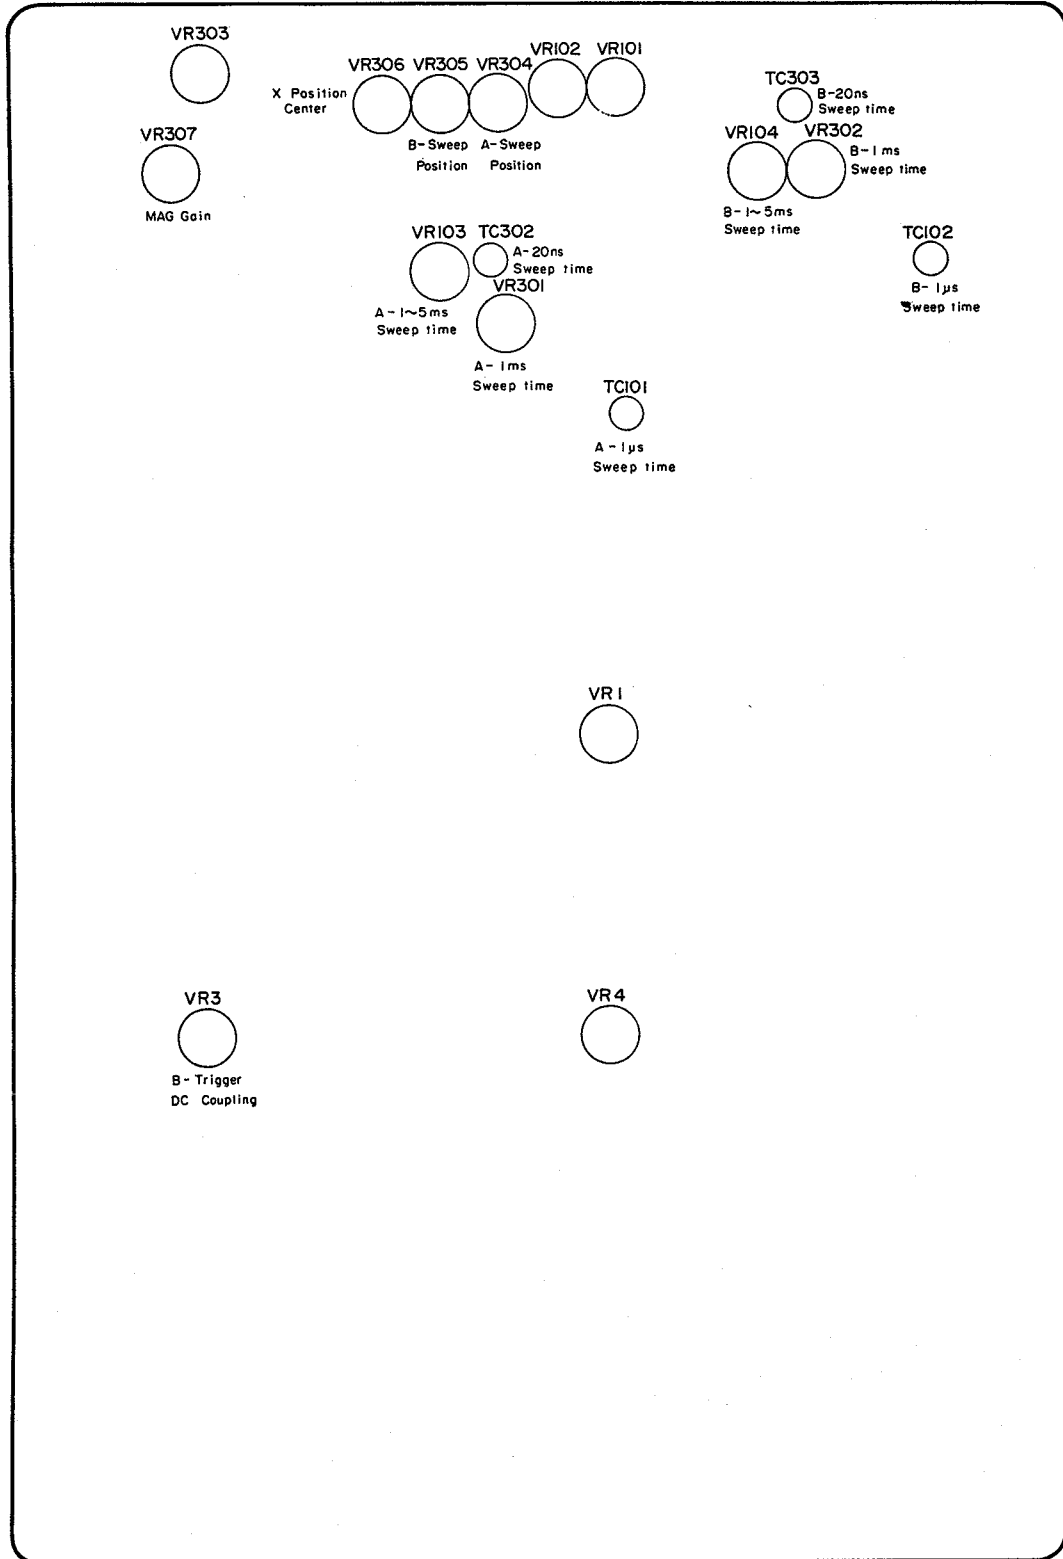 VR303
VR306 VR305 VR304 VR102 VR101
X Position
Center
B-Sweep
Position
A-Sweep
Position
VR307
MAG Gain
TC303
B-20ns
Sweep time
VR104 VR302
B-1ms
Sweep time
B-1~5ms
Sweep time
VR103 TC302
A-20ns
Sweep time
VR301
A-1~5ms
Sweep time
A-1ms
Sweep time
TC102
B-1µs
Sweep time
TC101
A-1µs
Sweep time
VR1
VR3
B-Trigger
DC Coupling
VR4